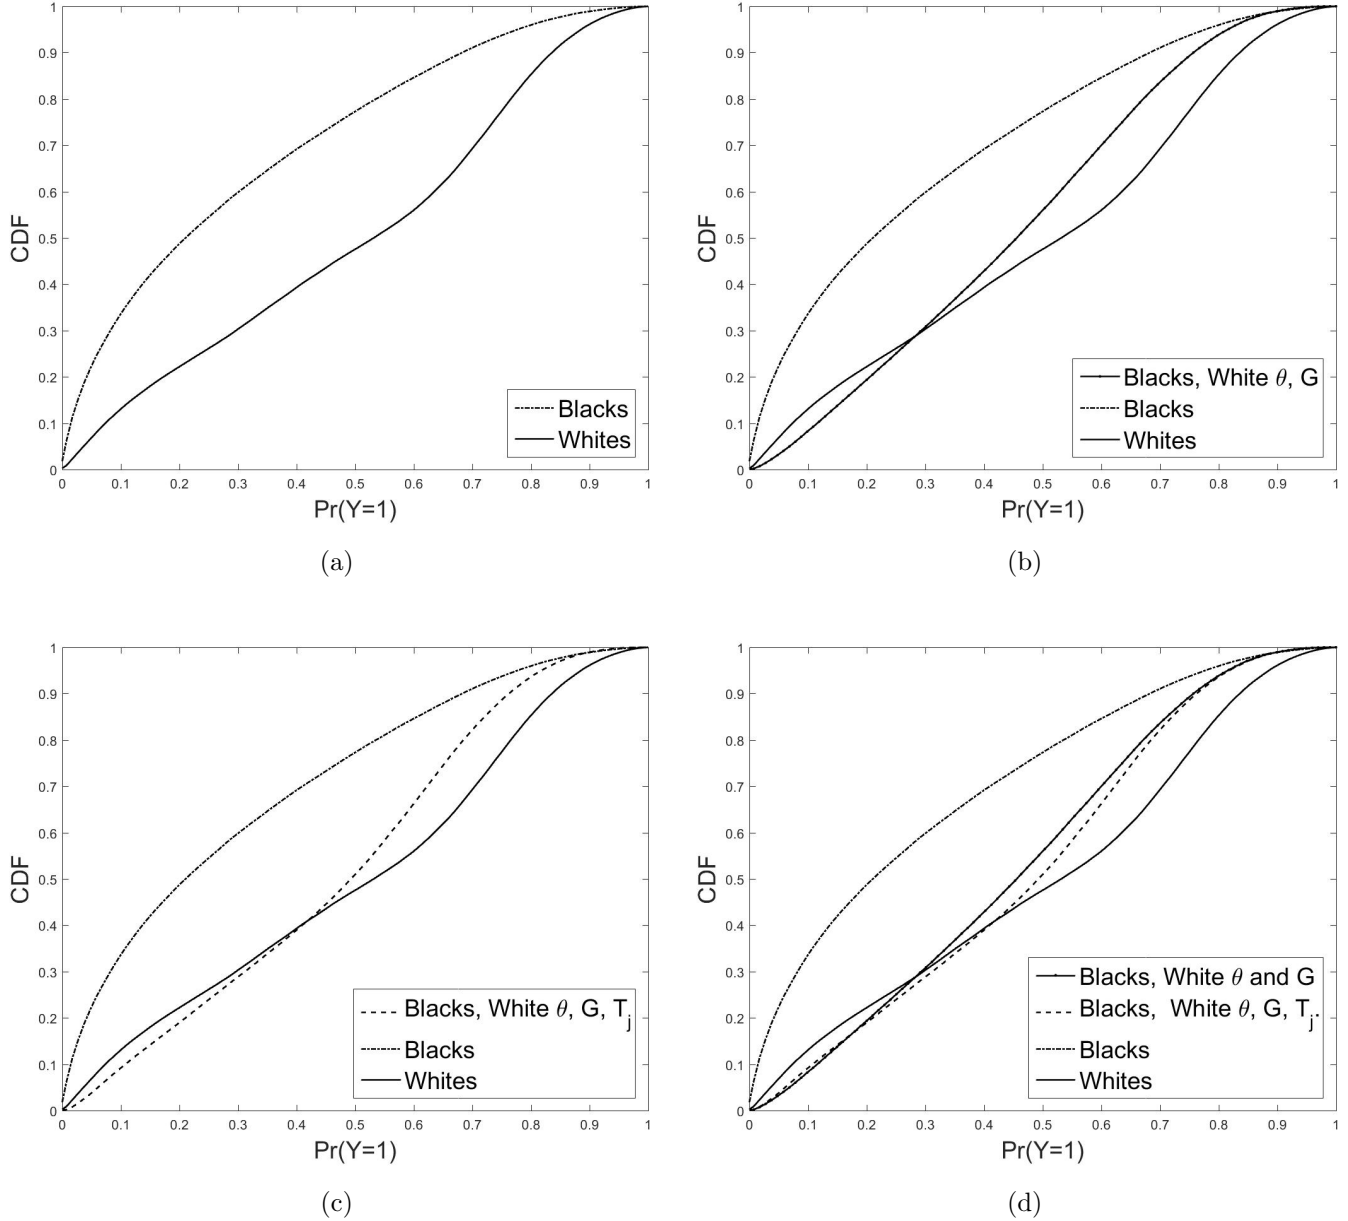 1
0.9
0.8
0.7
0.6
0.5
0.4
0.3
0.2
0.1
0
CDF
0 0.1 0.2 0.3 0.4 0.5 0.6 0.7 0.8 0.9 1
Pr(Y=1)
Blacks
Whites
(a)
1
0.9
0.8
0.7
0.6
0.5
0.4
0.3
0.2
0.1
0
CDF
0 0.1 0.2 0.3 0.4 0.5 0.6 0.7 0.8 0.9 1
Pr(Y=1)
Blacks, White θ, G
Blacks
Whites
(b)
1
0.9
0.8
0.7
0.6
0.5
0.4
0.3
0.2
0.1
0
CDF
0 0.1 0.2 0.3 0.4 0.5 0.6 0.7 0.8 0.9 1
Pr(Y=1)
Blacks, White θ, G, Tj
Blacks
Whites
(c)
1
0.9
0.8
0.7
0.6
0.5
0.4
0.3
0.2
0.1
0
CDF
0 0.1 0.2 0.3 0.4 0.5 0.6 0.7 0.8 0.9 1
Pr(Y=1)
Blacks, White θ and G
Blacks, White θ, G, Tj.
Blacks
Whites
(d)